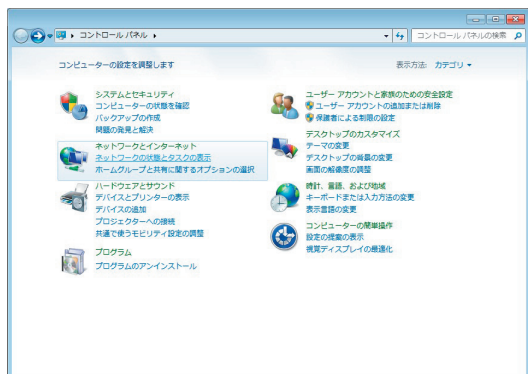 コントロール パネル
コントロール パネルの検索
コンピューターの設定を調整します
表示方法: カテゴリ
システムとセキュリティ
コンピューターの状態を確認
バックアップの作成
問題の発見と解決
ネットワークとインターネット
ネットワークの状態とタスクの表示
ホームグループと共有に関するオプションの選択
ハードウェアとサウンド
デバイスとプリンターの表示
デバイスの追加
プロジェクターへの接続
共通で使うモビリティ設定の調整
プログラム
プログラムのアンインストール
ユーザー アカウントと家族のための安全設定
ユーザー アカウントの追加または削除
保護者による制限の設定
デスクトップのカスタマイズ
テーマの変更
デスクトップの背景の変更
画面の解像度の調整
時計、言語、および地域
キーボードまたは入力方法の変更
表示言語の変更
コンピューターの簡単操作
設定の提案の表示
視覚ディスプレイの最適化